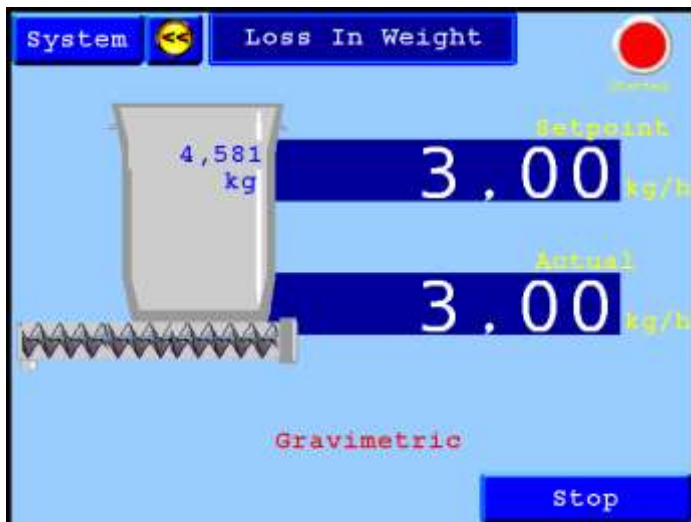 System << Loss In Weight
Started
Setpoint
4,581
kg
3,00 kg/h
Actual
3,00 kg/h
Gravimetric
Stop